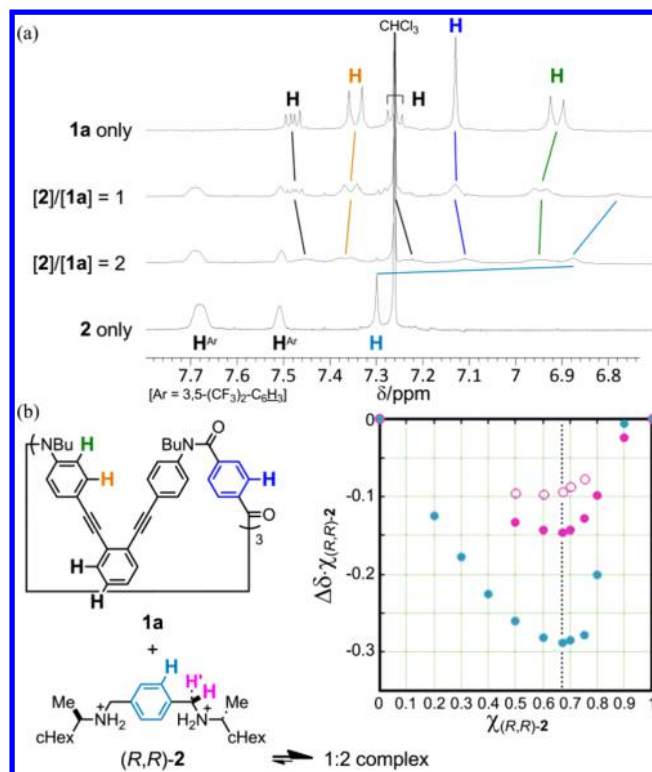 (a)
CHCl3
H H H H H
1a only
[2]/[1a] = 1
[2]/[1a] = 2
2 only
H^Ar H^Ar H
7.7 7.6 7.5 7.4 7.3 7.2 7.1 7 6.9 6.8
[Ar = 3,5-(CF3)2-C6H3] δ/ppm
(b)
NBu H
H
BuN O
H
O
3
H
H
1a
+
H
H' H
Me
+
NH2
cHex
Me
+
NH2
cHex
(R,R)-2
1:2 complex
0
-0.1
-0.2
-0.3
Δδ·χ(R,R)-2
0 0.1 0.2 0.3 0.4 0.5 0.6 0.7 0.8 0.9 1
χ(R,R)-2